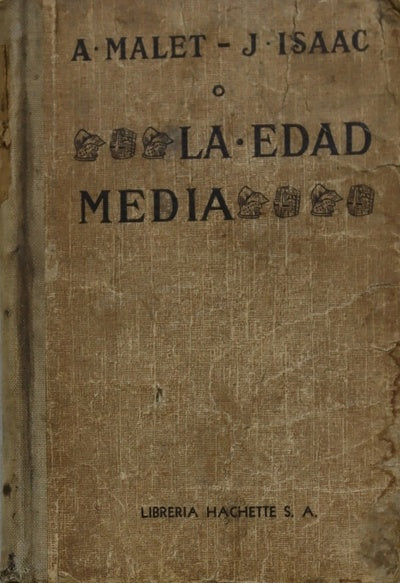 A·MALET – J·ISAAC
LA·EDAD
MEDIA
LIBRERIA HACHETTE S. A.